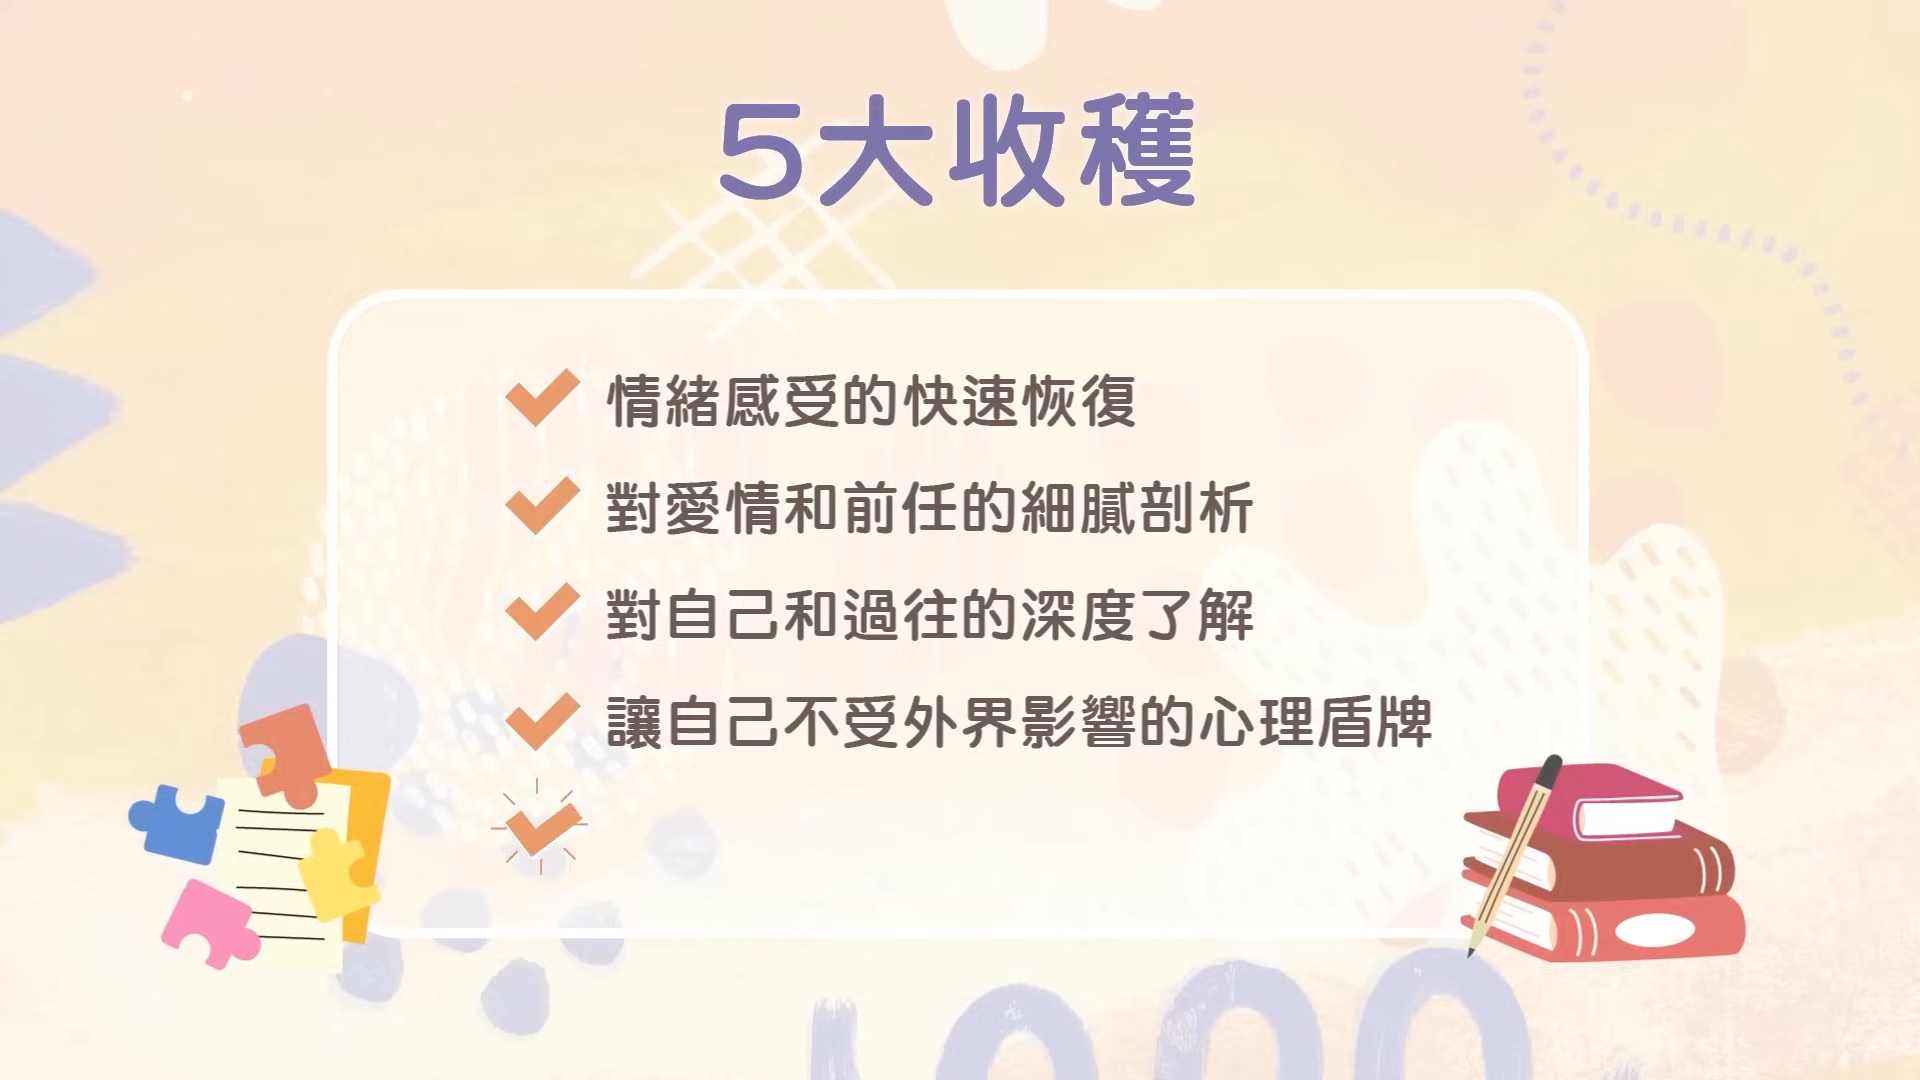 5大收穫
情緒感受的快速恢復
對愛情和前任的細膩剖析
對自己和過往的深度了解
讓自己不受外界影響的心理盾牌